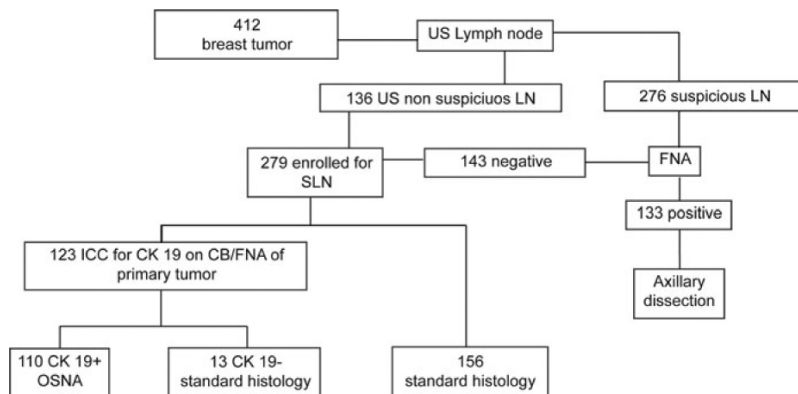 412
breast tumor
US Lymph node
136 US non suspiciuos LN
276 suspicious LN
279 enrolled for
SLN
143 negative
FNA
133 positive
123 ICC for CK 19 on CB/FNA of
primary tumor
Axillary
dissection
110 CK 19+
OSNA
13 CK 19-
standard histology
156
standard histology